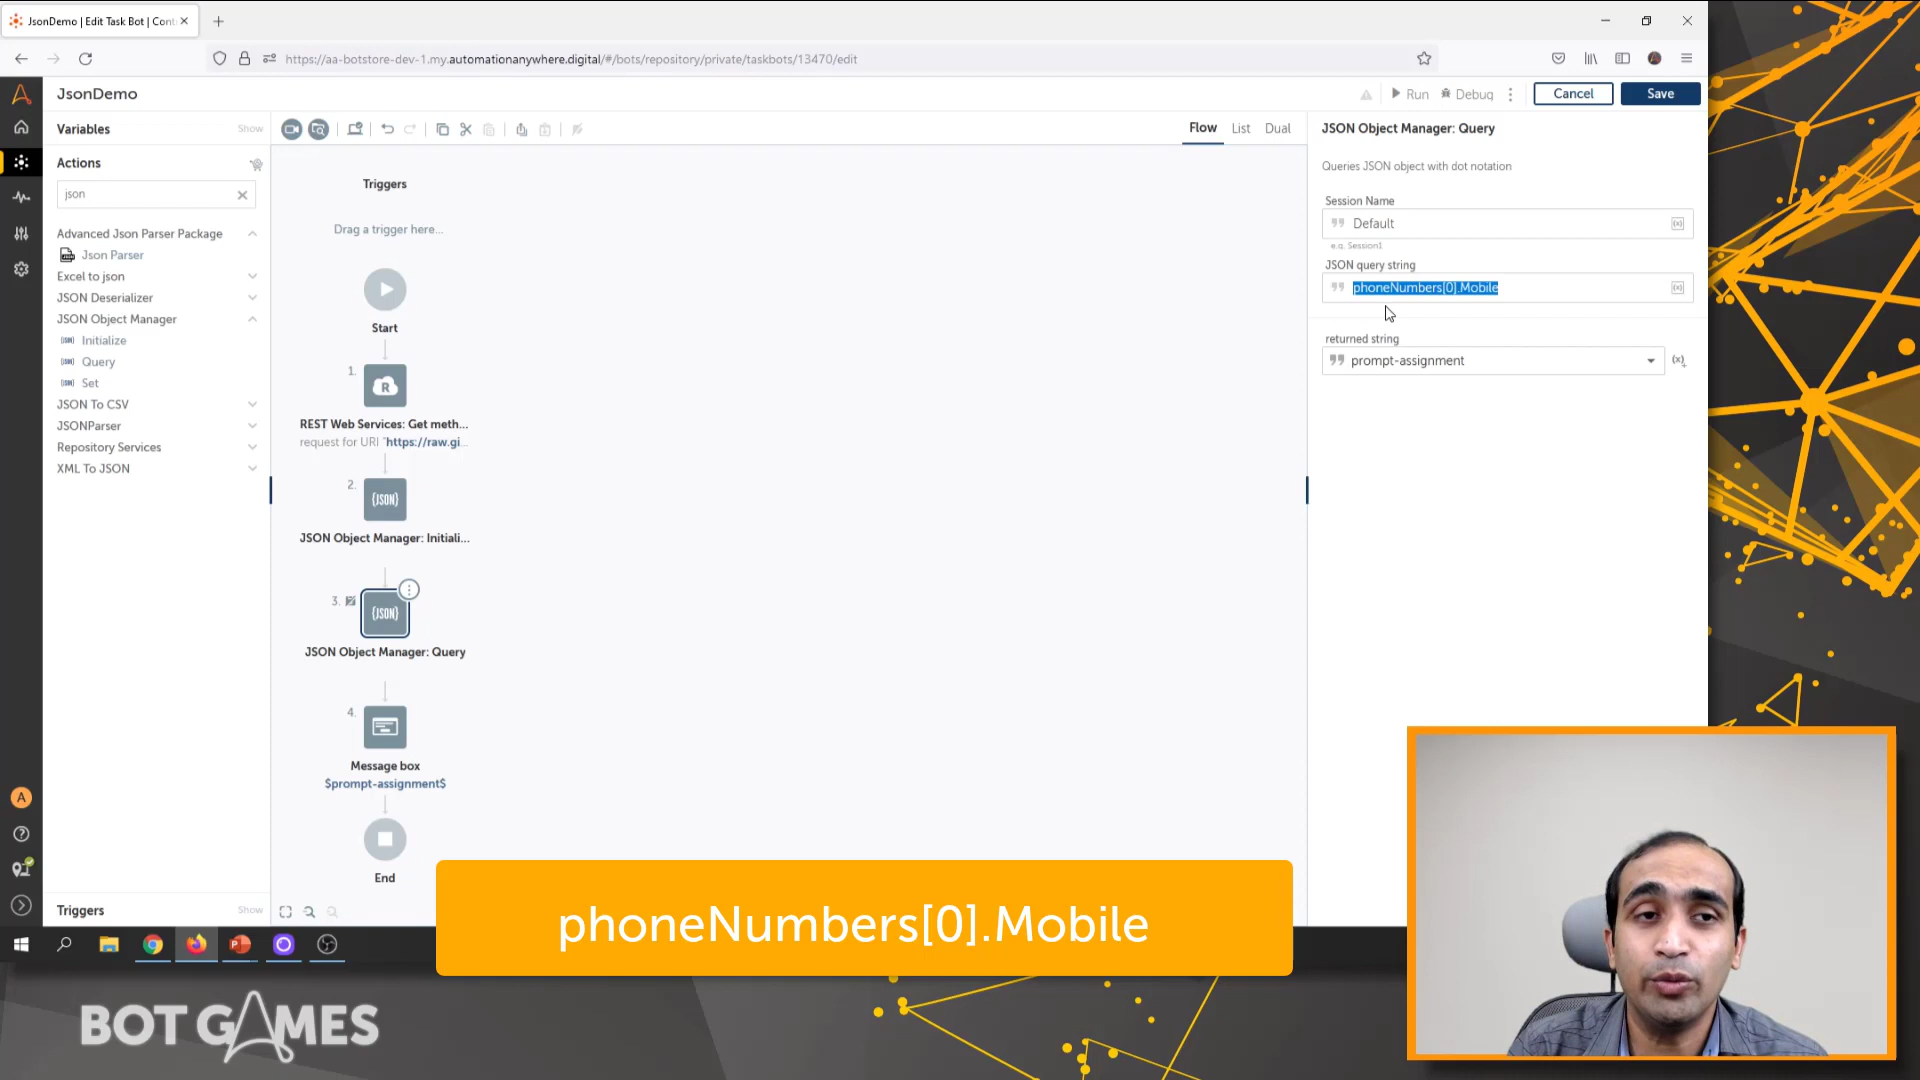 JsonDemo | Edit Task Bot | Cont
https://aa-botstore-dev-1.my.automationanywhere.digital/#/bots/repository/private/taskbots/13470/edit
JsonDemo
Run
Debug
Cancel
Save
Variables
Show
Actions
json
Advanced Json Parser Package
Json Parser
Excel to json
JSON Deserializer
JSON Object Manager
Initialize
Query
Set
JSON To CSV
JSONParser
Repository Services
XML To JSON
Triggers
Show
Flow
List
Dual
Triggers
Drag a trigger here...
Start
1.
R
REST Web Services: Get meth...
request for URI "https://raw.gi...
2.
{JSON}
JSON Object Manager: Initiali...
3.
{JSON}
JSON Object Manager: Query
4.
Message box
$prompt-assignment$
End
JSON Object Manager: Query
Queries JSON object with dot notation
Session Name
Default
(x)
e.g. Session1
JSON query string
phoneNumbers[0].Mobile
(x)
returned string
prompt-assignment
(x)
A
phoneNumbers[0].Mobile
BOT GAMES